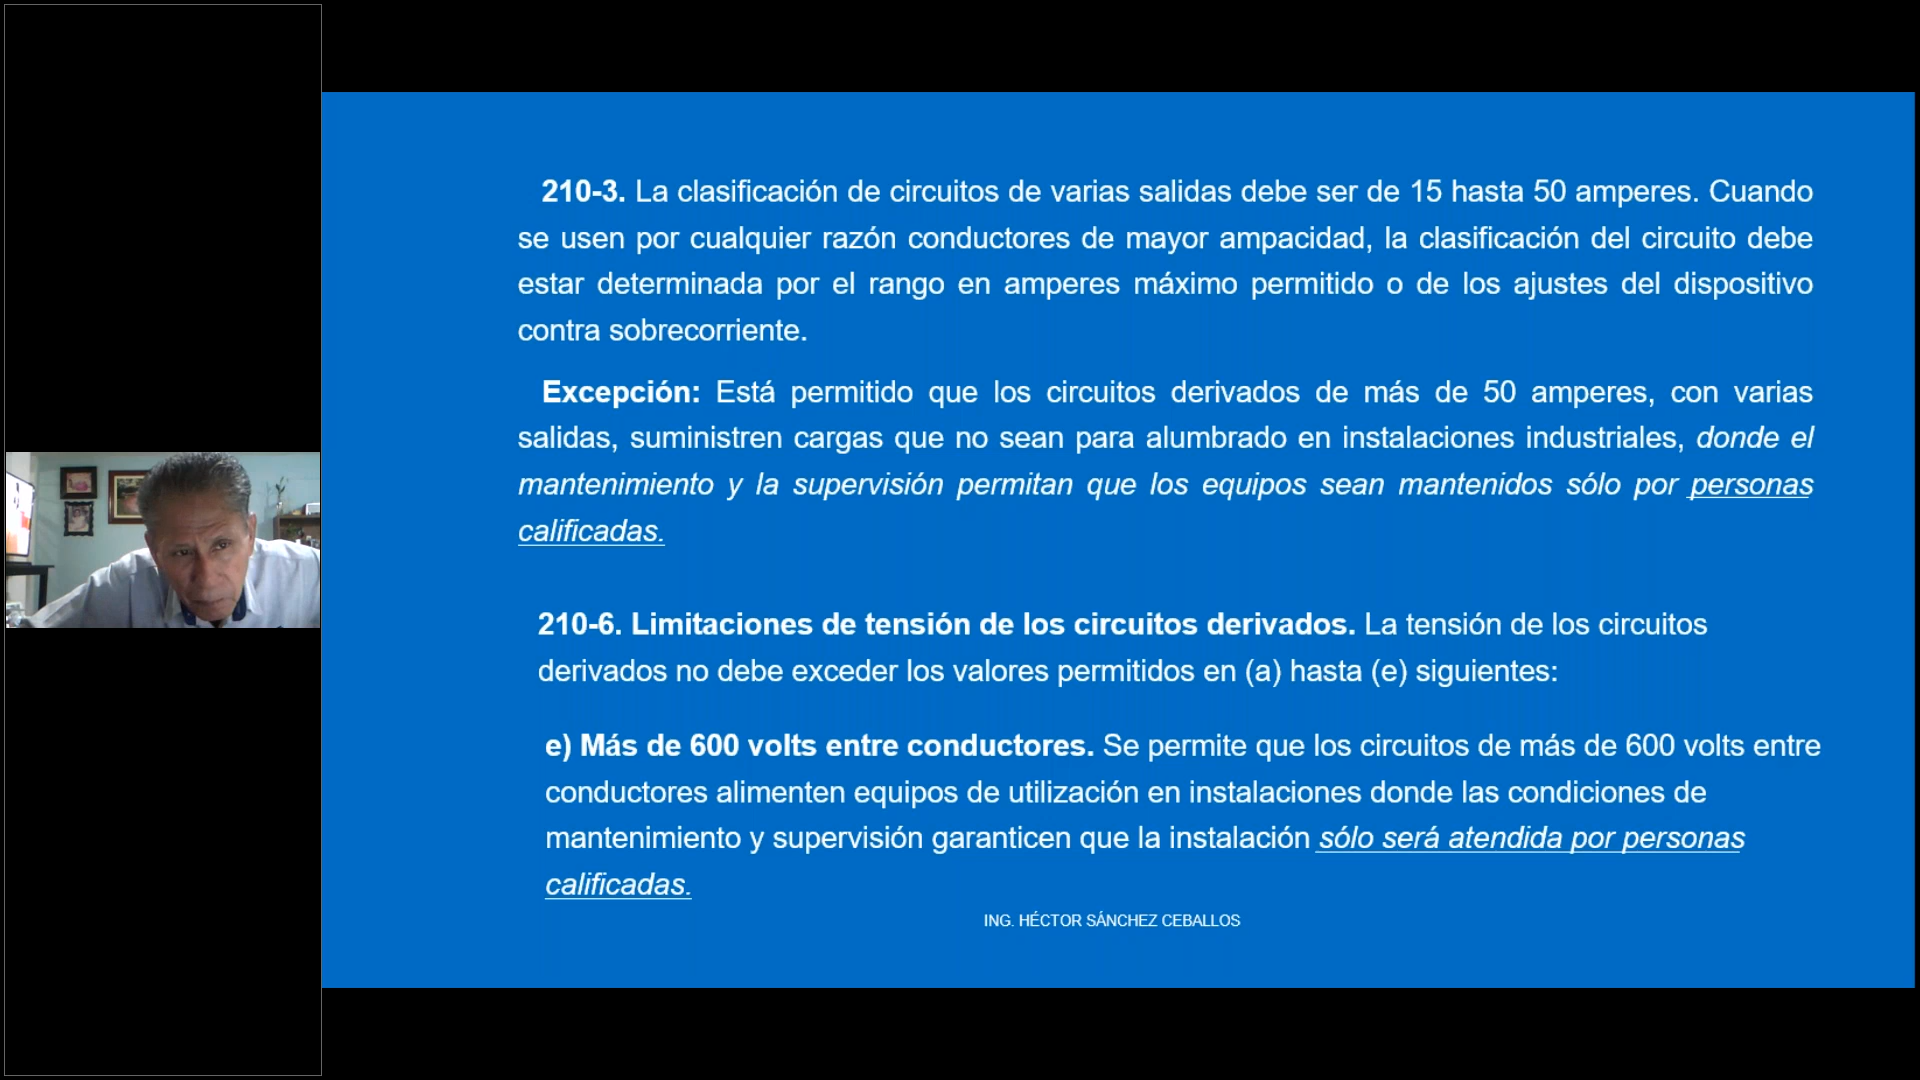 210-3. La clasificación de circuitos de varias salidas debe ser de 15 hasta 50 amperes. Cuando
se usen por cualquier razón conductores de mayor ampacidad, la clasificación del circuito debe
estar determinada por el rango en amperes máximo permitido o de los ajustes del dispositivo
contra sobrecorriente.
Excepción: Está permitido que los circuitos derivados de más de 50 amperes, con varias
salidas, suministren cargas que no sean para alumbrado en instalaciones industriales, donde el
mantenimiento y la supervisión permitan que los equipos sean mantenidos sólo por personas
calificadas.
210-6. Limitaciones de tensión de los circuitos derivados. La tensión de los circuitos
derivados no debe exceder los valores permitidos en (a) hasta (e) siguientes:
e) Más de 600 volts entre conductores. Se permite que los circuitos de más de 600 volts entre
conductores alimenten equipos de utilización en instalaciones donde las condiciones de
mantenimiento y supervisión garanticen que la instalación sólo será atendida por personas
calificadas.
ING. HÉCTOR SÁNCHEZ CEBALLOS